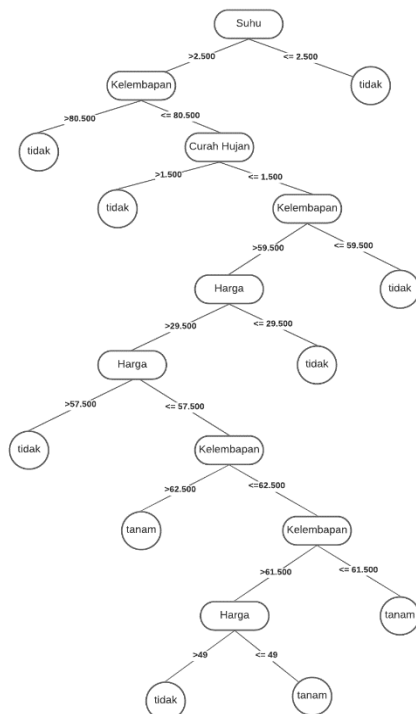 Suhu
>2.500
<= 2.500
Kelembapan
tidak
>80.500
<= 80.500
tidak
Curah Hujan
>1.500
<= 1.500
tidak
Kelembapan
>59.500
<= 59.500
Harga
tidak
>29.500
<= 29.500
Harga
tidak
>57.500
<= 57.500
tidak
Kelembapan
>62.500
<=62.500
tanam
Kelembapan
>61.500
<= 61.500
Harga
tanam
>49
<= 49
tidak
tanam